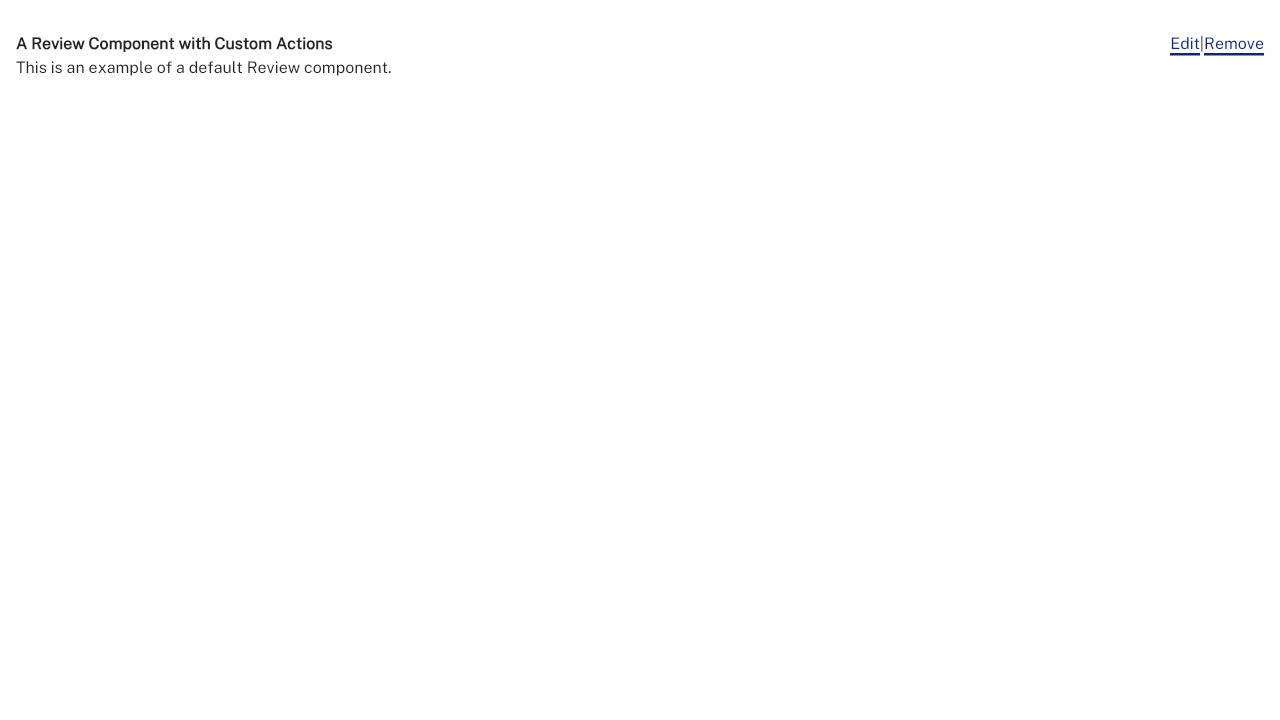 A Review Component with Custom Actions
Edit|Remove
This is an example of a default Review component.